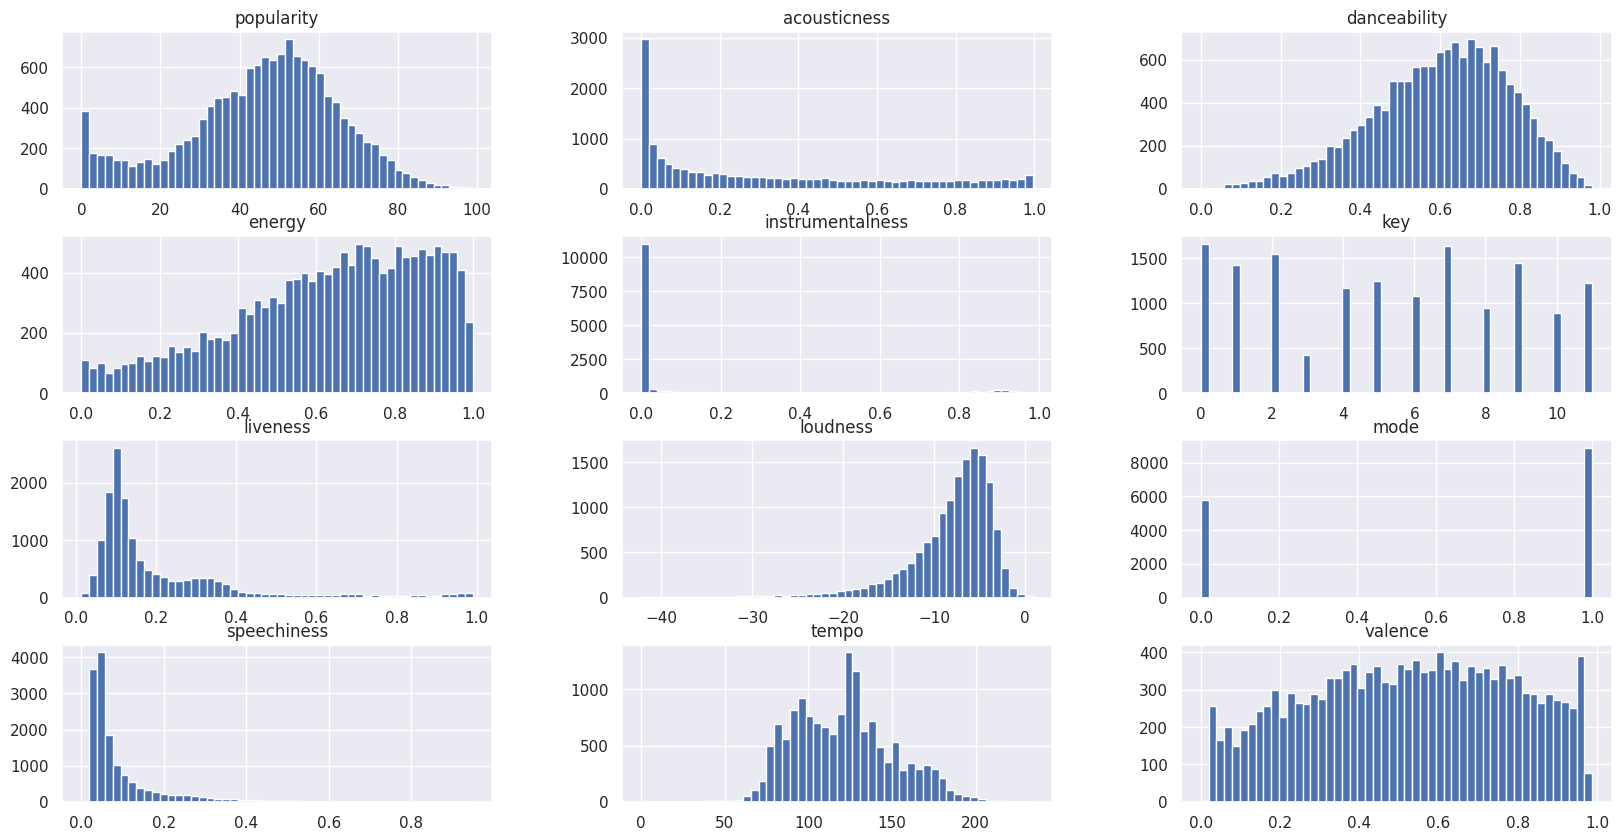 popularity
600
400
200
0
0 20 40 60 80 100
acousticness
3000
2000
1000
0
0.0 0.2 0.4 0.6 0.8 1.0
danceability
600
400
200
0
0.0 0.2 0.4 0.6 0.8 1.0
energy
400
200
0
0.0 0.2 0.4 0.6 0.8 1.0
instrumentalness
10000
7500
5000
2500
0
0.0 0.2 0.4 0.6 0.8 1.0
key
1500
1000
500
0
0 2 4 6 8 10
liveness
2000
1000
0
0.0 0.2 0.4 0.6 0.8 1.0
loudness
1500
1000
500
0
−40 −30 −20 −10 0
mode
8000
6000
4000
2000
0
0.0 0.2 0.4 0.6 0.8 1.0
speechiness
4000
3000
2000
1000
0
0.0 0.2 0.4 0.6 0.8
tempo
1000
500
0
0 50 100 150 200
valence
400
300
200
100
0
0.0 0.2 0.4 0.6 0.8 1.0